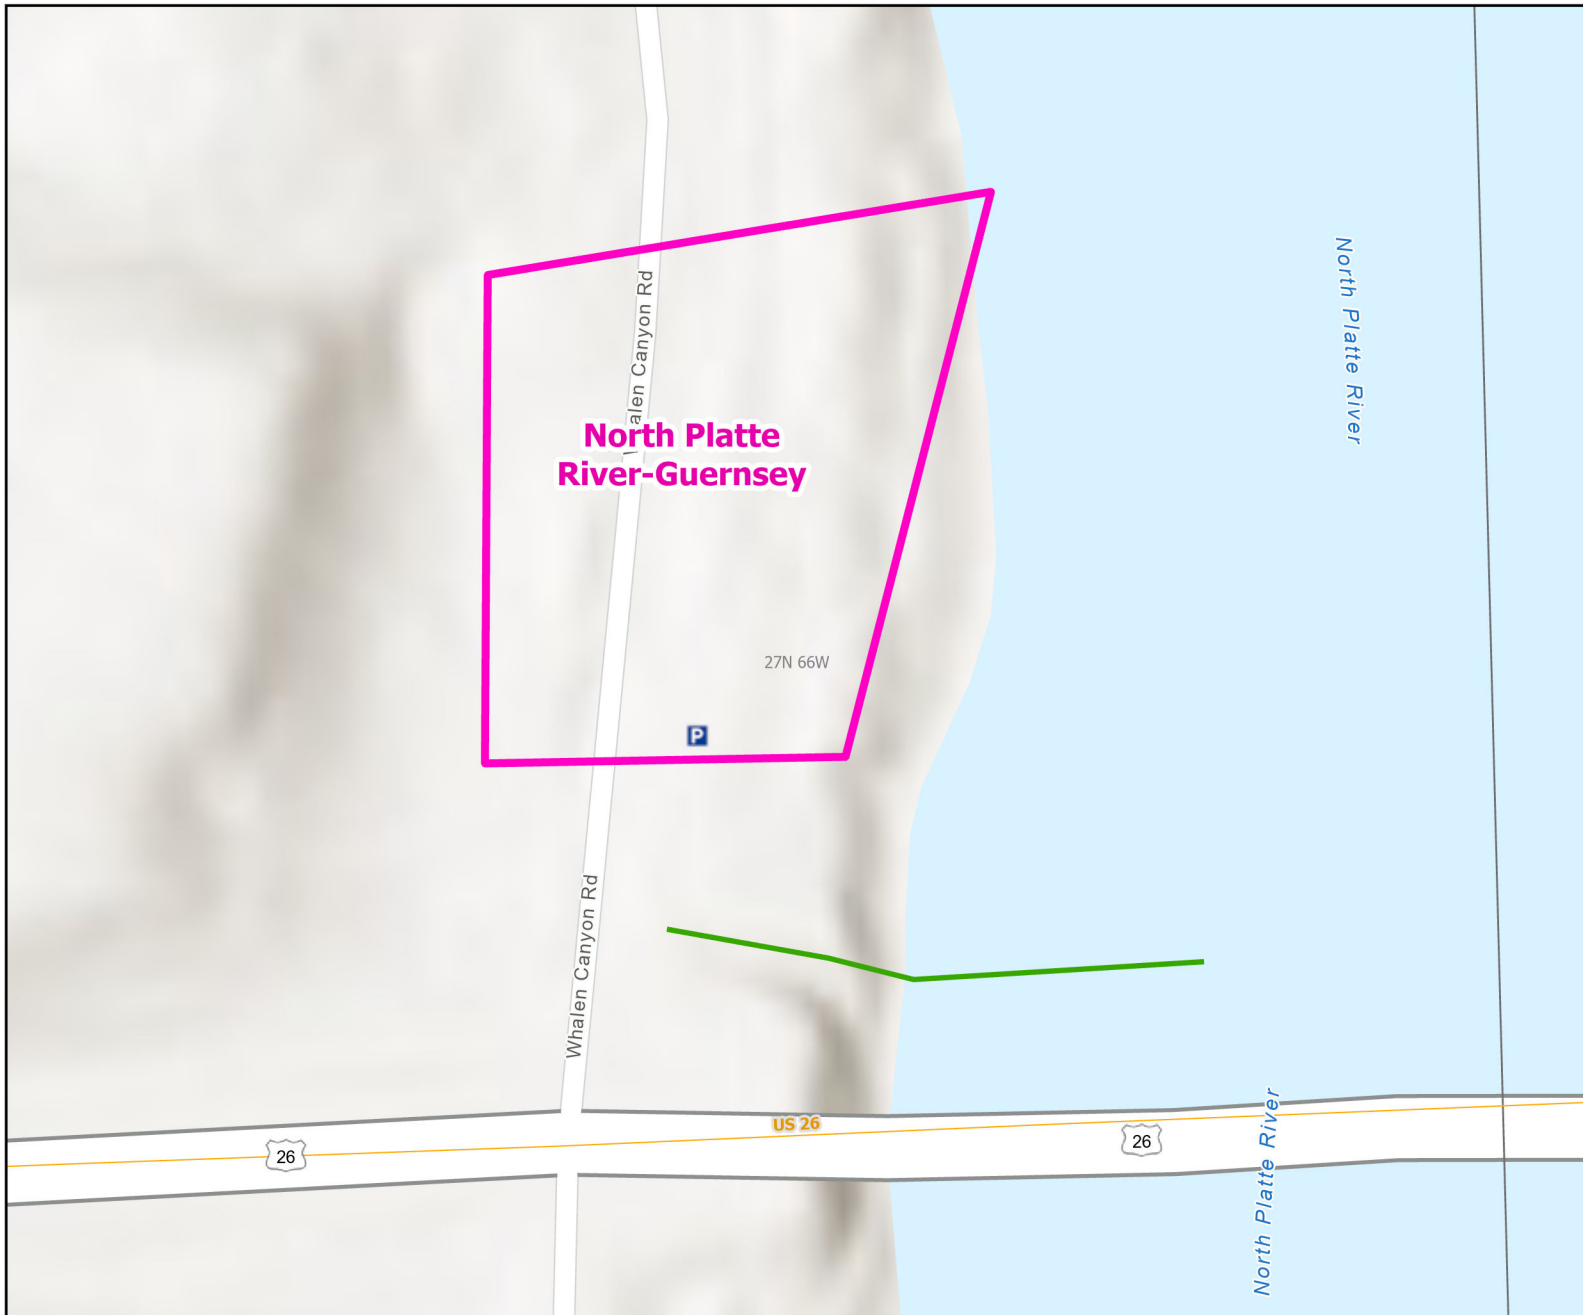 North Platte River
Whalen Canyon Rd
North Platte
River-Guernsey
27N 66W
P
Whalen Canyon Rd
US 26
26
26
North Platte River